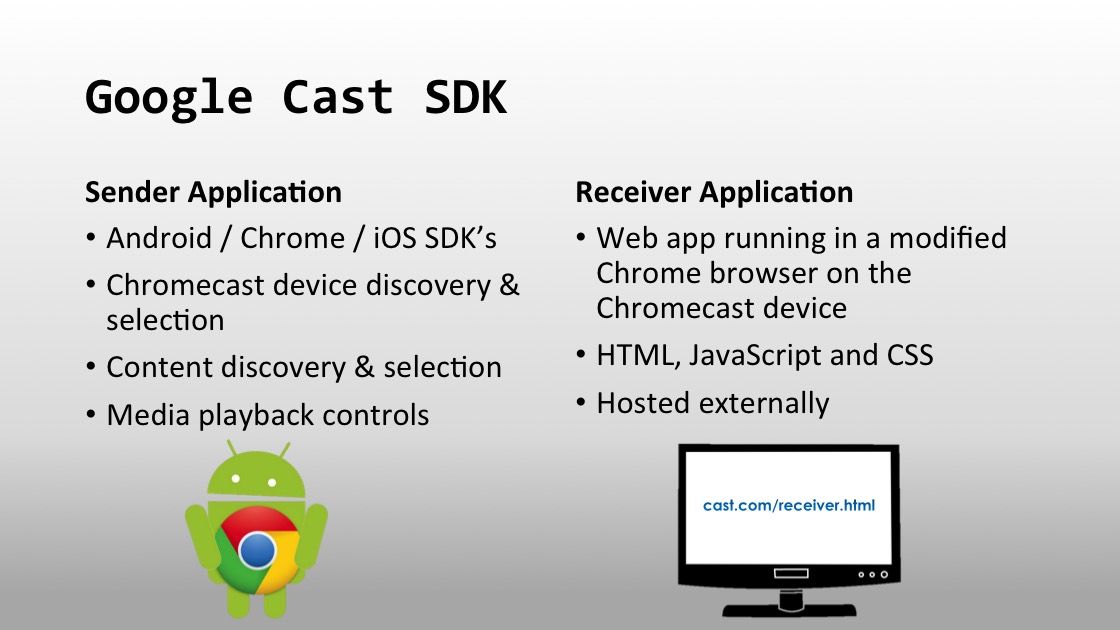 Google Cast SDK
Sender Application
• Android / Chrome / iOS SDK’s
• Chromecast device discovery &
selection
• Content discovery & selection
• Media playback controls
Receiver Application
• Web app running in a modified
Chrome browser on the
Chromecast device
• HTML, JavaScript and CSS
• Hosted externally
cast.com/receiver.html